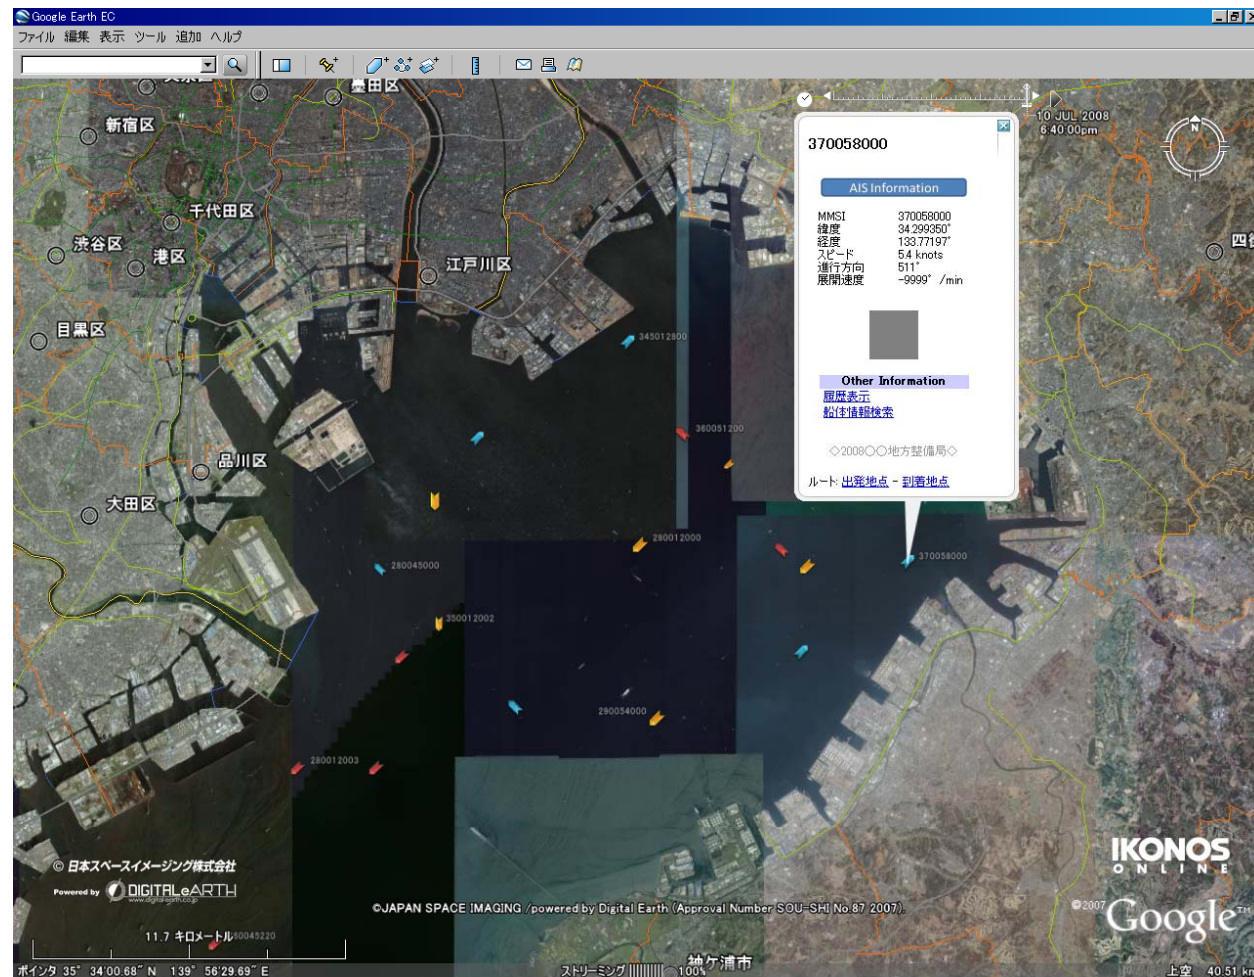 Google Earth EC
ファイル 編集 表示 ツール 追加 ヘルプ
墨田区
新宿区
10 JUL 2008
6:40:00pm
N
370058000
AIS Information
MMSI 370058000
緯度 34.299350°
経度 133.77197°
スピード 5.4 knots
進行方向 511°
展開速度 -9999° /min
Other Information
履歴表示
船体情報検索
◇2008○○地方整備局◇
ルート: 出発地点 - 到着地点
千代田区
渋谷区
港区
江戸川区
目黒区
345012800
360051200
品川区
大田区
280012000
280045000
370058000
350012002
290054000
280012003
© 日本スペースイメージング株式会社
Powered by DIGITALeARTH
www.digitalearth.co.jp
IKONOS
ONLINE
©JAPAN SPACE IMAGING /powered by Digital Earth (Approval Number SOU-SHI No.87 2007).
©2007 Google™
11.7 キロメートル
60045220
袖ケ浦市
ポインタ 35° 34'00.68" N 139° 56'29.69" E
ストリーミング 100%
上空 40.51 km